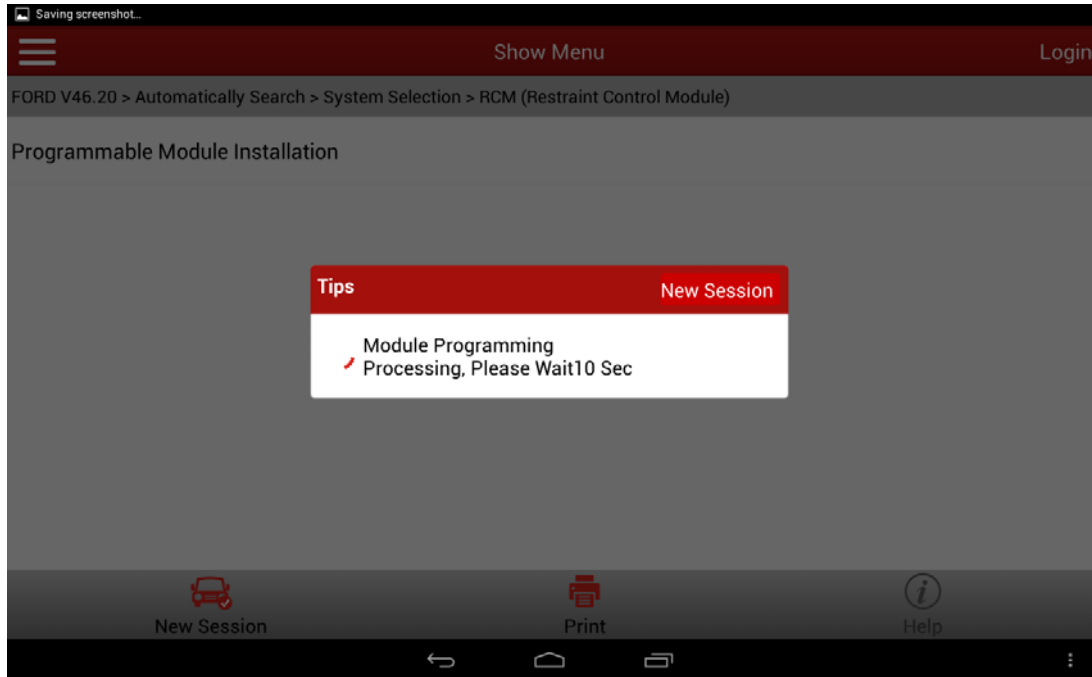 Saving screenshot...
Show Menu
Login
FORD V46.20 > Automatically Search > System Selection > RCM (Restraint Control Module)
Programmable Module Installation
Tips
New Session
Module Programming
Processing, Please Wait10 Sec
New Session
Print
Help